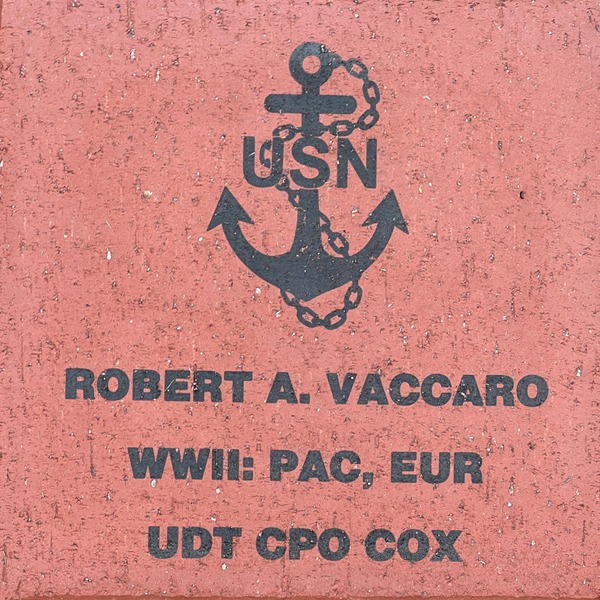 USN
ROBERT A. VACCARO
WWII: PAC, EUR
UDT CPO COX